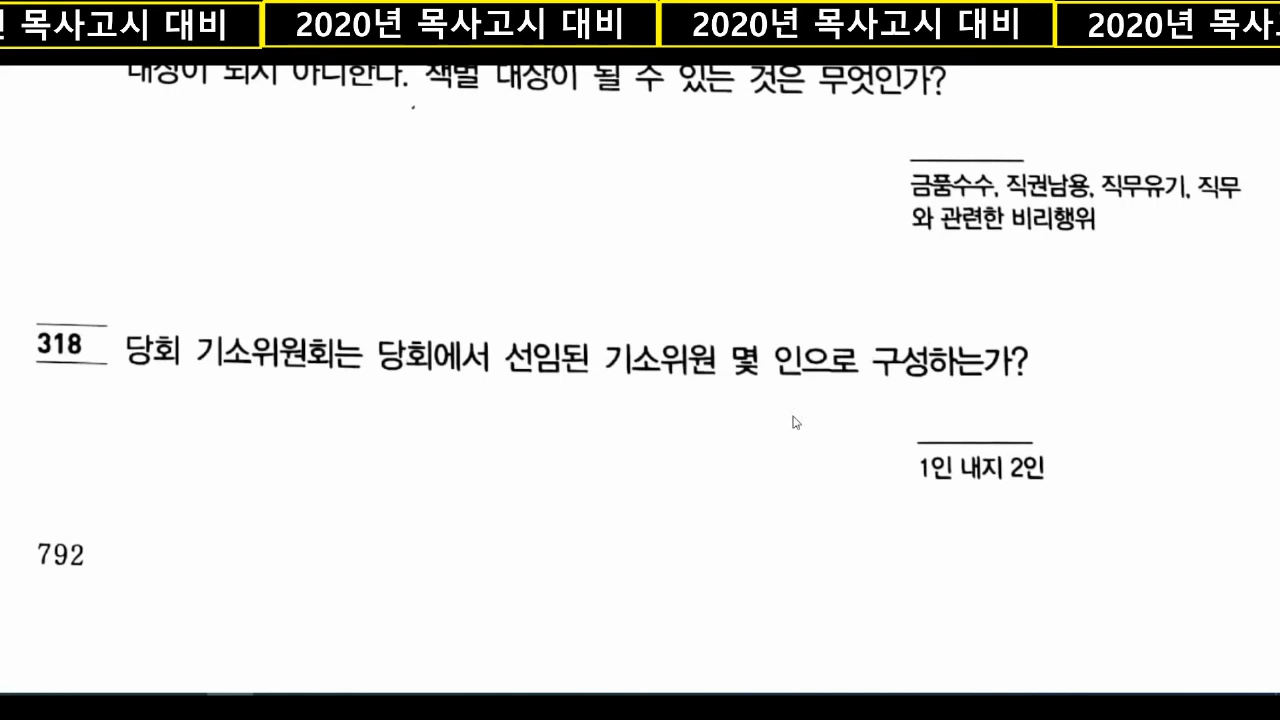 목사고시 대비 2020년 목사고시 대비 2020년 목사고시 대비 2020년 목사
대상이 되지 아니한다. 책벌 대상이 될 수 있는 것은 무엇인가?
금품수수, 직권남용, 직무유기, 직무
와 관련한 비리행위
318 당회 기소위원회는 당회에서 선임된 기소위원 몇 인으로 구성하는가?
1인 내지 2인
792